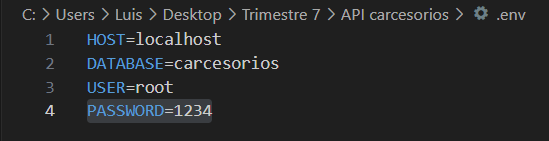 C: > Users > Luis > Desktop > Trimestre 7 > API carcesorios > .env
1 HOST=localhost
2 DATABASE=carcesorios
3 USER=root
4 PASSWORD=1234